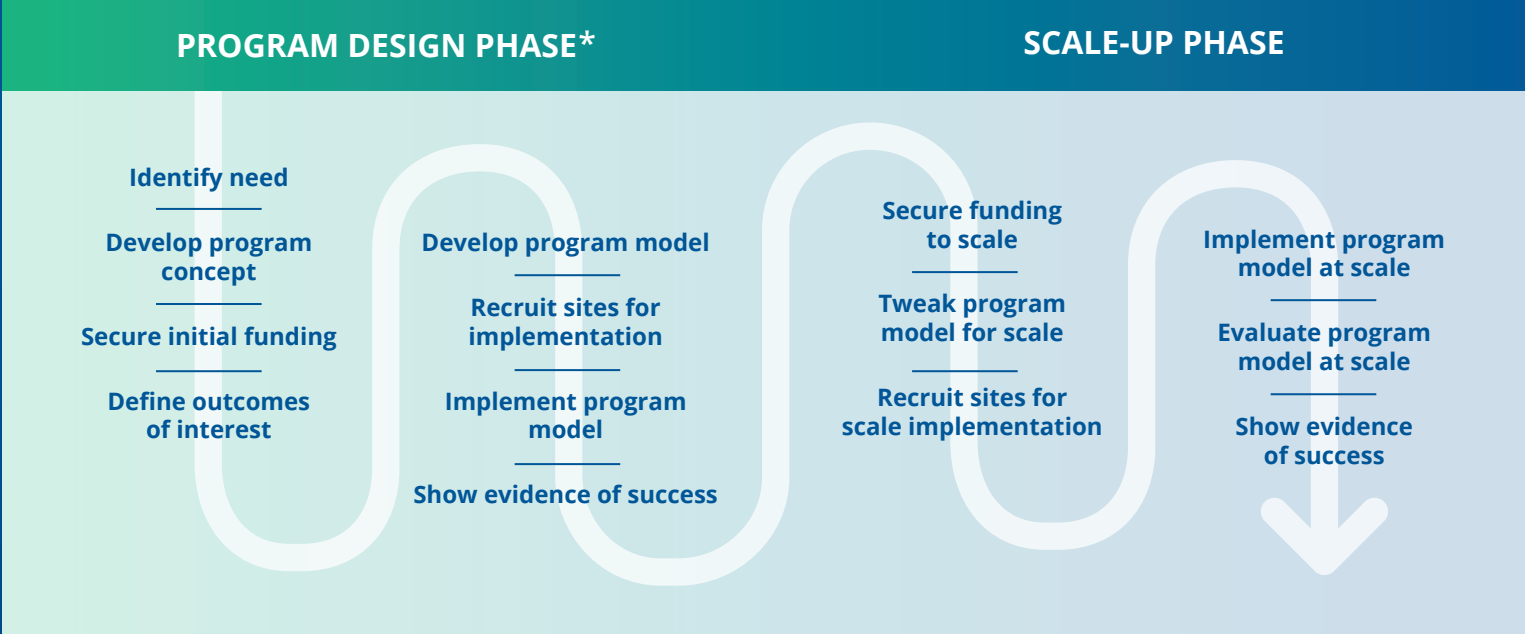 PROGRAM DESIGN PHASE*
SCALE-UP PHASE
Identify need
Develop program
concept
Secure initial funding
Define outcomes
of interest
Develop program model
Recruit sites for
implementation
Implement program
model
Show evidence of success
Secure funding
to scale
Tweak program
model for scale
Recruit sites for
scale implementation
Implement program
model at scale
Evaluate program
model at scale
Show evidence
of success